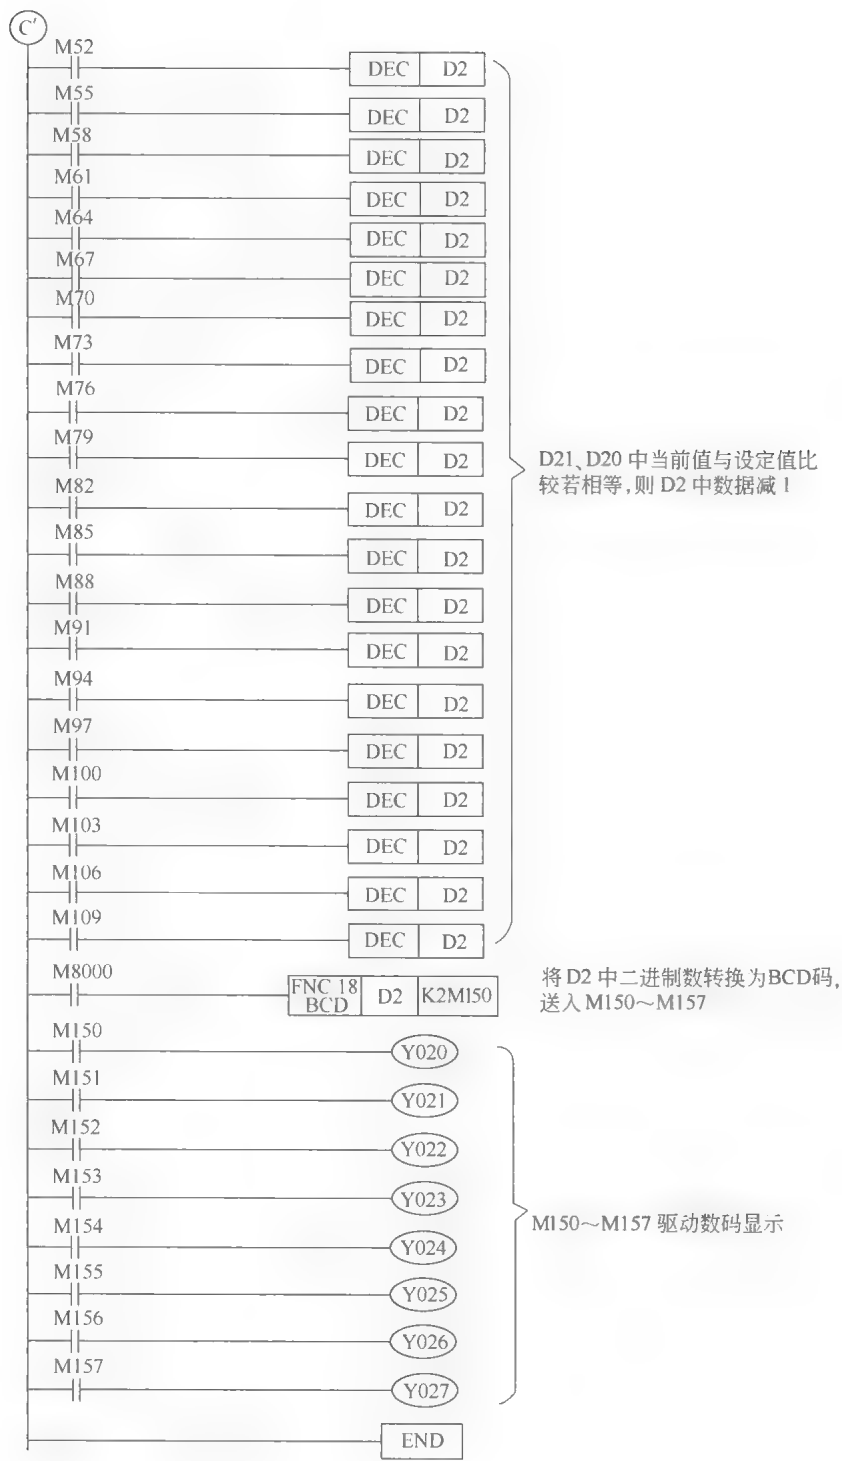 C'
M52
DEC D2
M55
DEC D2
M58
DEC D2
M61
DEC D2
M64
DEC D2
M67
DEC D2
M70
DEC D2
M73
DEC D2
M76
DEC D2
M79
DEC D2
D21、D20 中当前值与设定值比
较若相等,则 D2 中数据减 1
M82
DEC D2
M85
DEC D2
M88
DEC D2
M91
DEC D2
M94
DEC D2
M97
DEC D2
M100
DEC D2
M103
DEC D2
M106
DEC D2
M109
DEC D2
M8000
FNC 18
BCD D2 K2M150
将 D2 中二进制数转换为BCD码,
送入 M150～M157
M150
Y020
M151
Y021
M152
Y022
M153
Y023
M154
Y024
M155
Y025
M156
Y026
M157
Y027
M150～M157 驱动数码显示
END